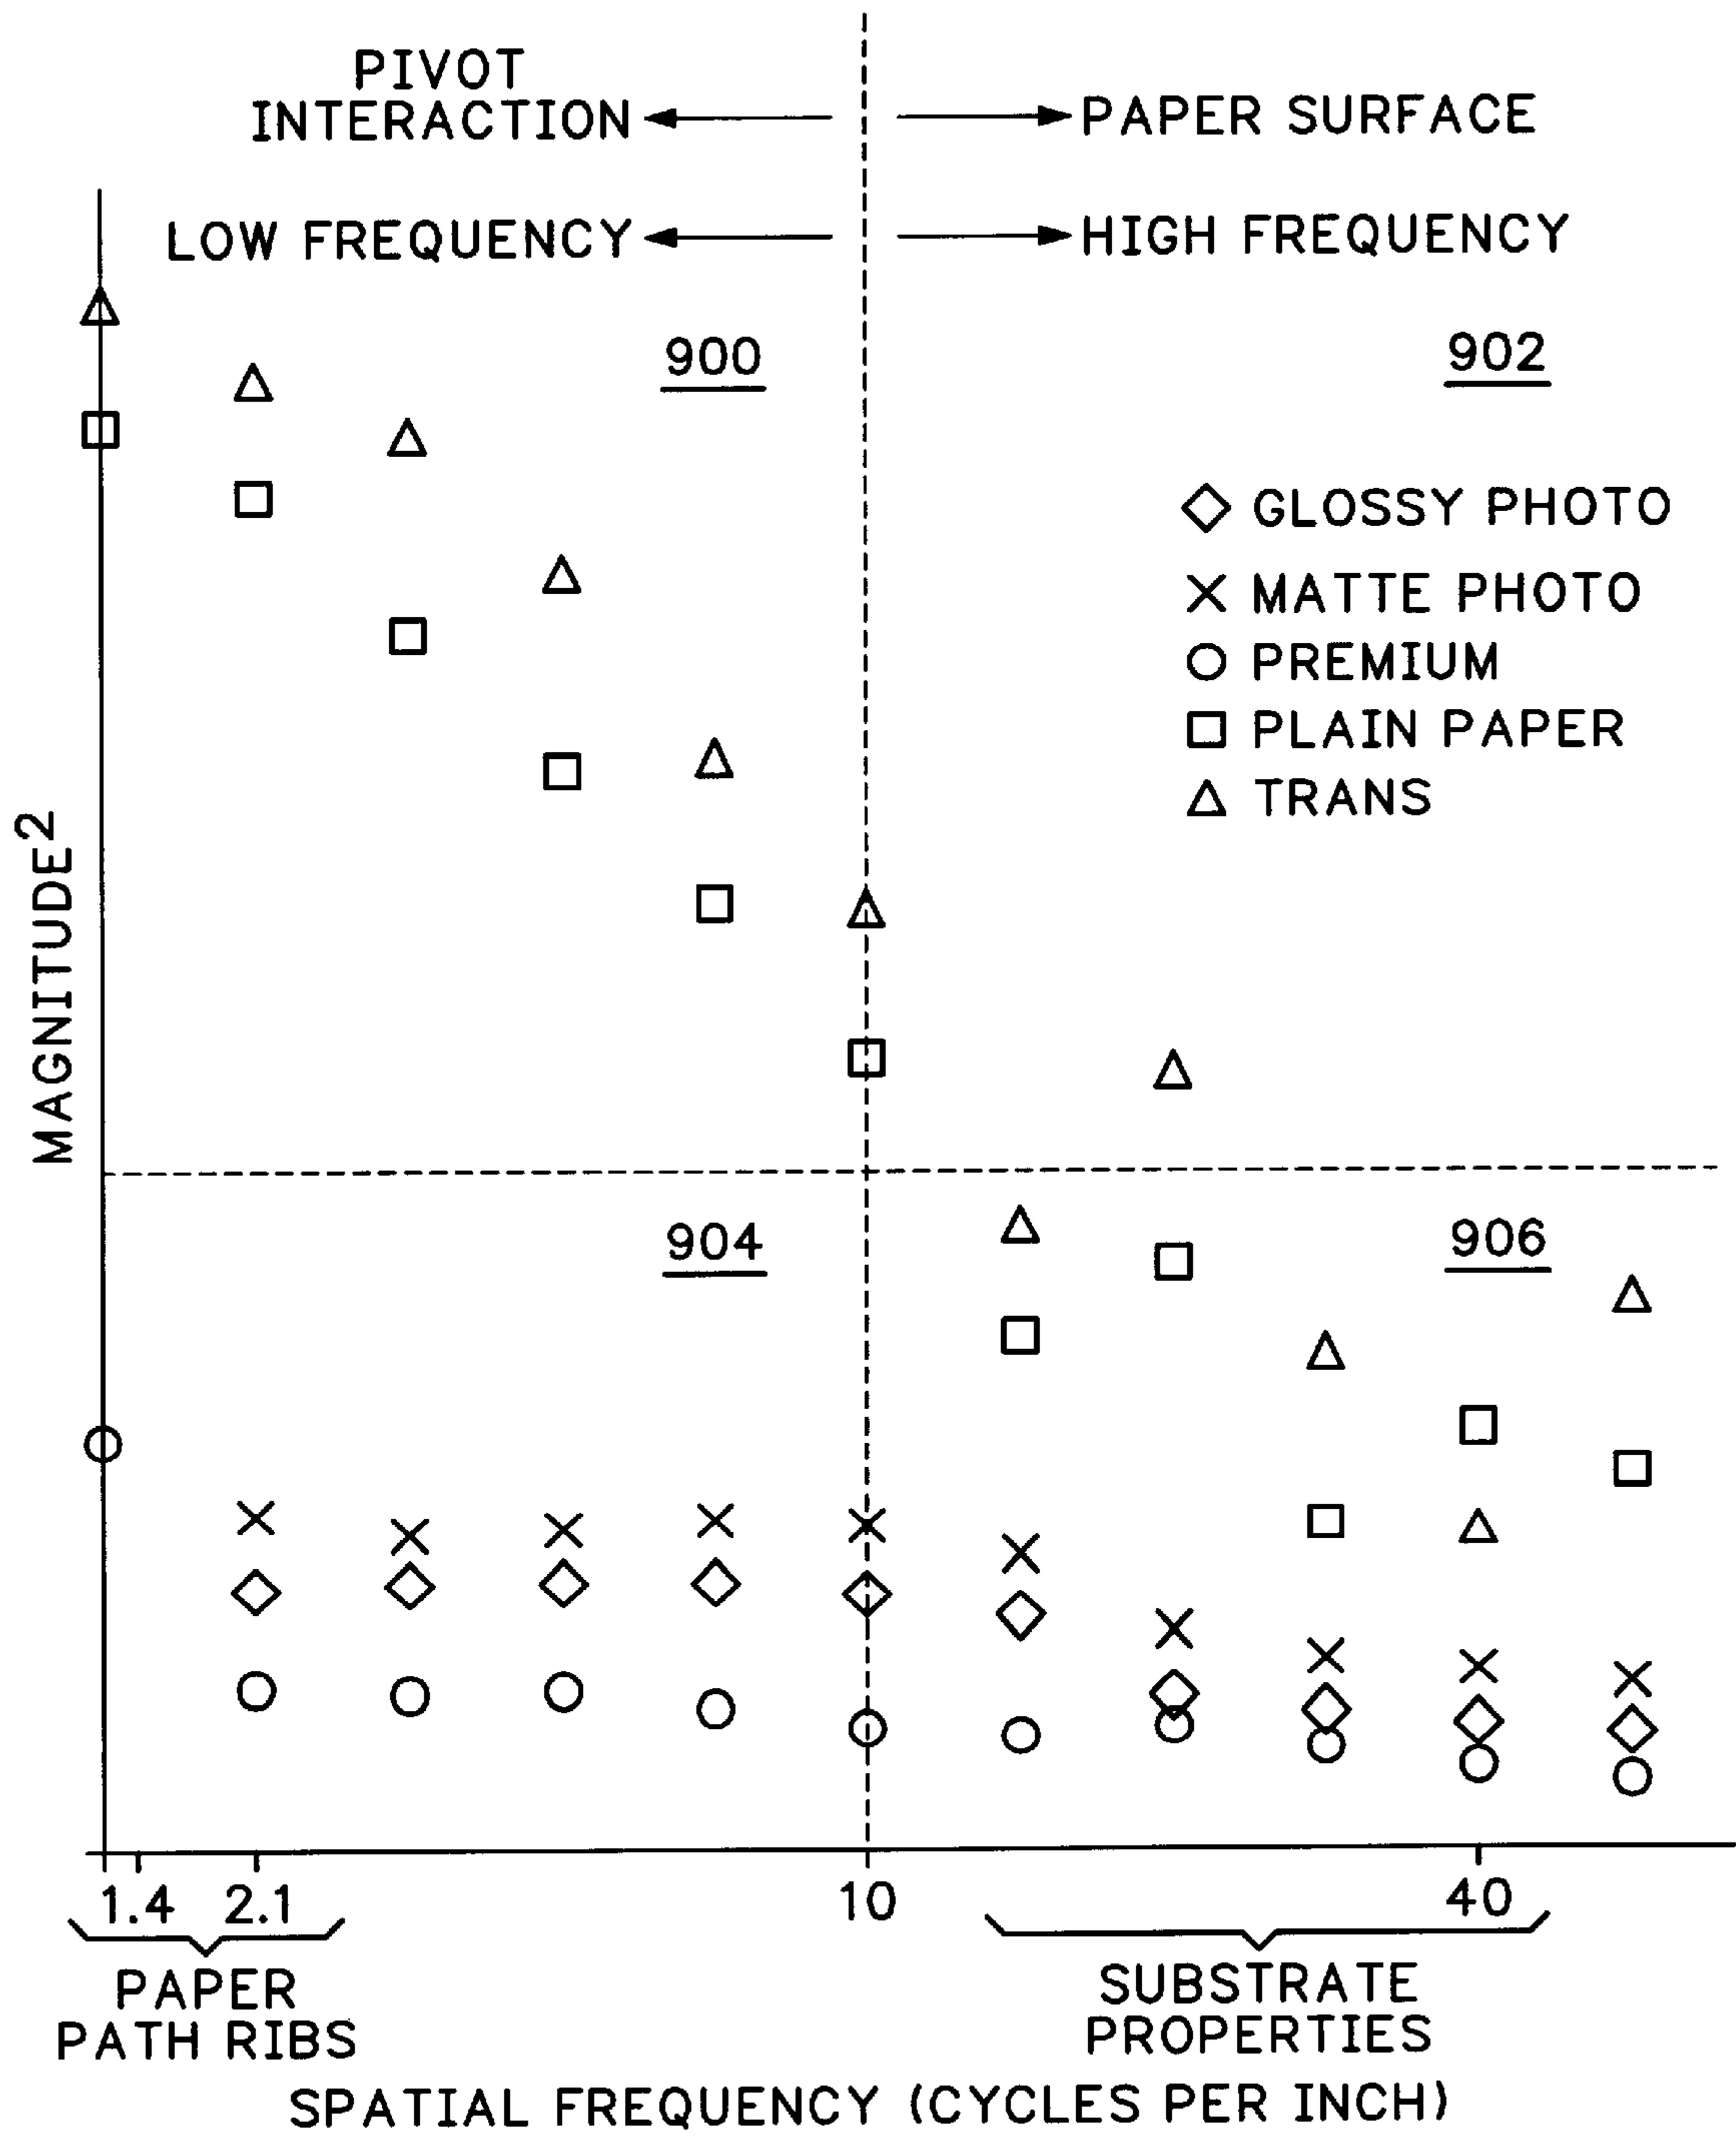 PIVOT
INTERACTION
PAPER SURFACE
LOW FREQUENCY
HIGH FREQUENCY
900
902
GLOSSY PHOTO
MATTE PHOTO
PREMIUM
PLAIN PAPER
TRANS
MAGNITUDE2
904
906
1.4
2.1
10
40
PAPER
PATH RIBS
SUBSTRATE
PROPERTIES
SPATIAL FREQUENCY (CYCLES PER INCH)